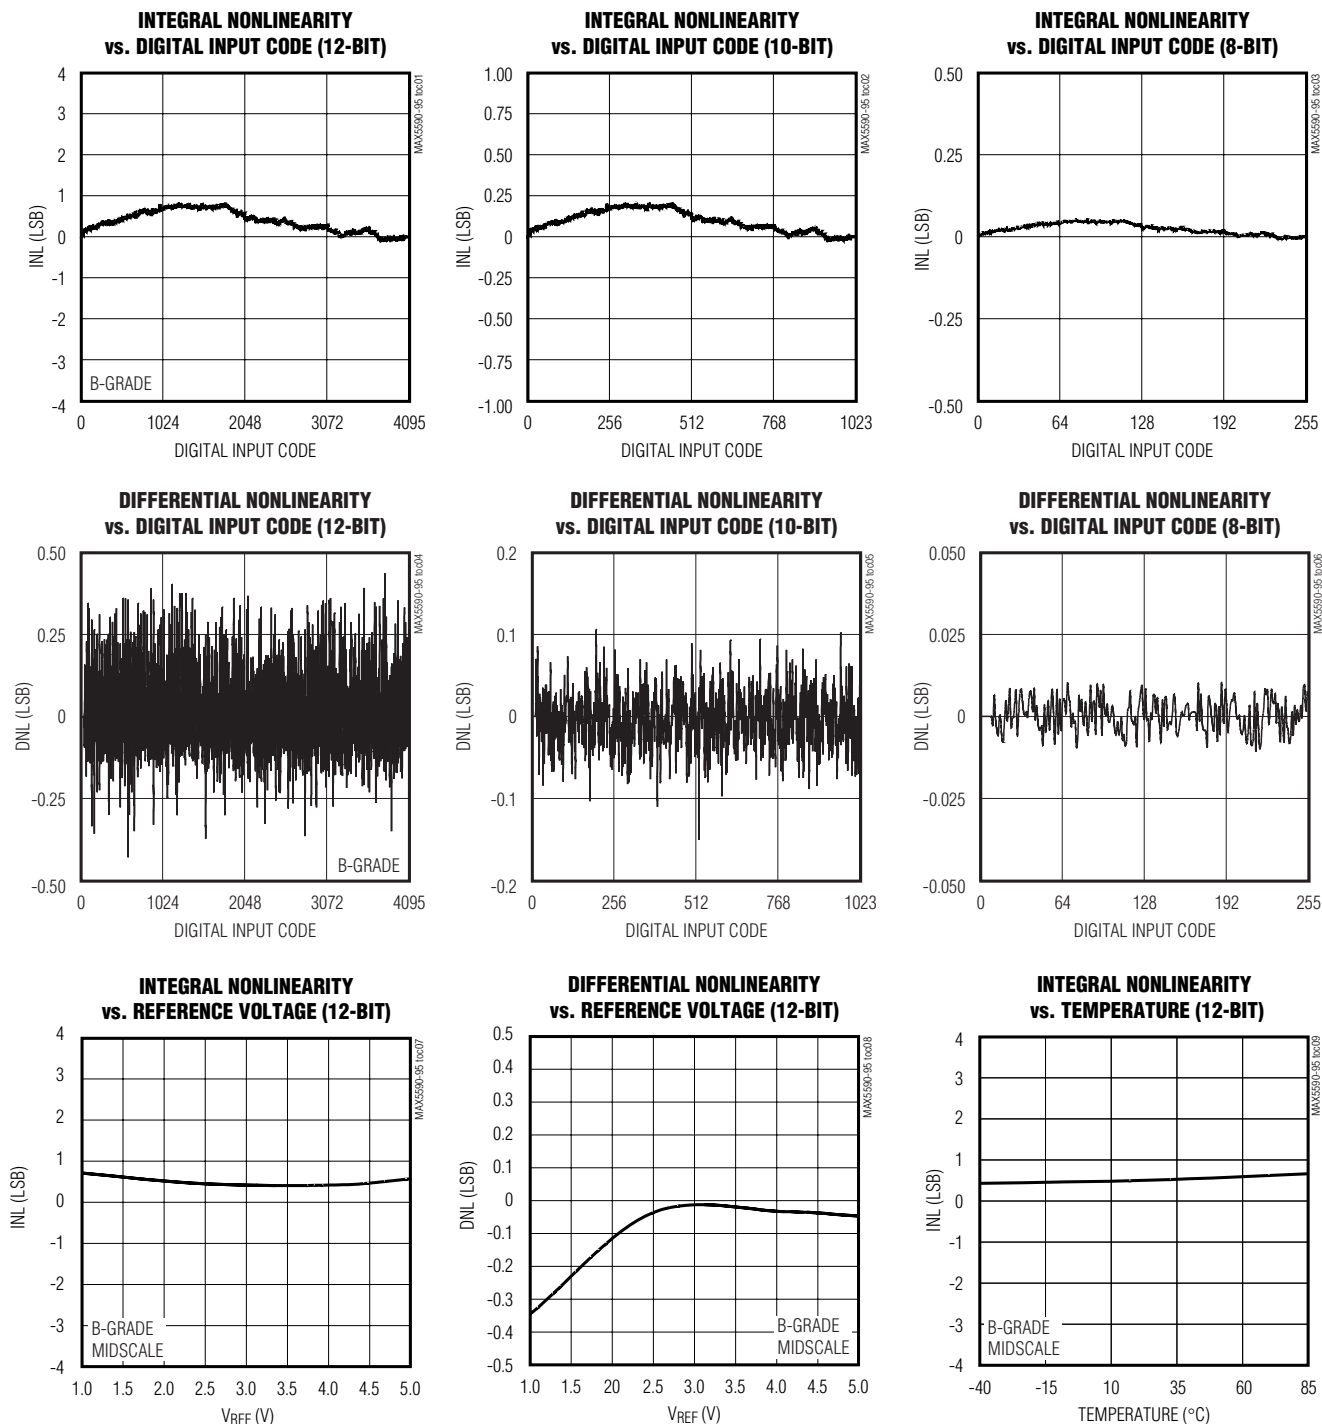 INTEGRAL NONLINEARITY
vs. DIGITAL INPUT CODE (12-BIT)
4
3
2
1
0
-1
-2
-3
-4
INL (LSB)
B-GRADE
MAX5590-95 toc01
0 1024 2048 3072 4095
DIGITAL INPUT CODE
INTEGRAL NONLINEARITY
vs. DIGITAL INPUT CODE (10-BIT)
1.00
0.75
0.50
0.25
0
-0.25
-0.50
-0.75
-1.00
INL (LSB)
MAX5590-95 toc02
0 256 512 768 1023
DIGITAL INPUT CODE
INTEGRAL NONLINEARITY
vs. DIGITAL INPUT CODE (8-BIT)
0.50
0.25
0
-0.25
-0.50
INL (LSB)
MAX5590-95 toc03
0 64 128 192 255
DIGITAL INPUT CODE
DIFFERENTIAL NONLINEARITY
vs. DIGITAL INPUT CODE (12-BIT)
0.50
0.25
0
-0.25
-0.50
DNL (LSB)
B-GRADE
MAX5590-95 toc04
0 1024 2048 3072 4095
DIGITAL INPUT CODE
DIFFERENTIAL NONLINEARITY
vs. DIGITAL INPUT CODE (10-BIT)
0.2
0.1
0
-0.1
-0.2
DNL (LSB)
MAX5590-95 toc05
0 256 512 768 1023
DIGITAL INPUT CODE
DIFFERENTIAL NONLINEARITY
vs. DIGITAL INPUT CODE (8-BIT)
0.050
0.025
0
-0.025
-0.050
DNL (LSB)
MAX5590-95 toc06
0 64 128 192 255
DIGITAL INPUT CODE
INTEGRAL NONLINEARITY
vs. REFERENCE VOLTAGE (12-BIT)
4
3
2
1
0
-1
-2
-3
-4
INL (LSB)
B-GRADE
MIDSCALE
MAX5590-95 toc07
1.0 1.5 2.0 2.5 3.0 3.5 4.0 4.5 5.0
VREF (V)
DIFFERENTIAL NONLINEARITY
vs. REFERENCE VOLTAGE (12-BIT)
0.5
0.4
0.3
0.2
0.1
0
-0.1
-0.2
-0.3
-0.4
-0.5
DNL (LSB)
B-GRADE
MIDSCALE
MAX5590-95 toc08
1.0 1.5 20 2.5 3.0 3.5 4.0 4.5 5.0
VREF (V)
INTEGRAL NONLINEARITY
vs. TEMPERATURE (12-BIT)
4
3
2
1
0
-1
-2
-3
-4
INL (LSB)
B-GRADE
MIDSCALE
MAX5590-95 toc09
-40 -15 10 35 60 85
TEMPERATURE (°C)